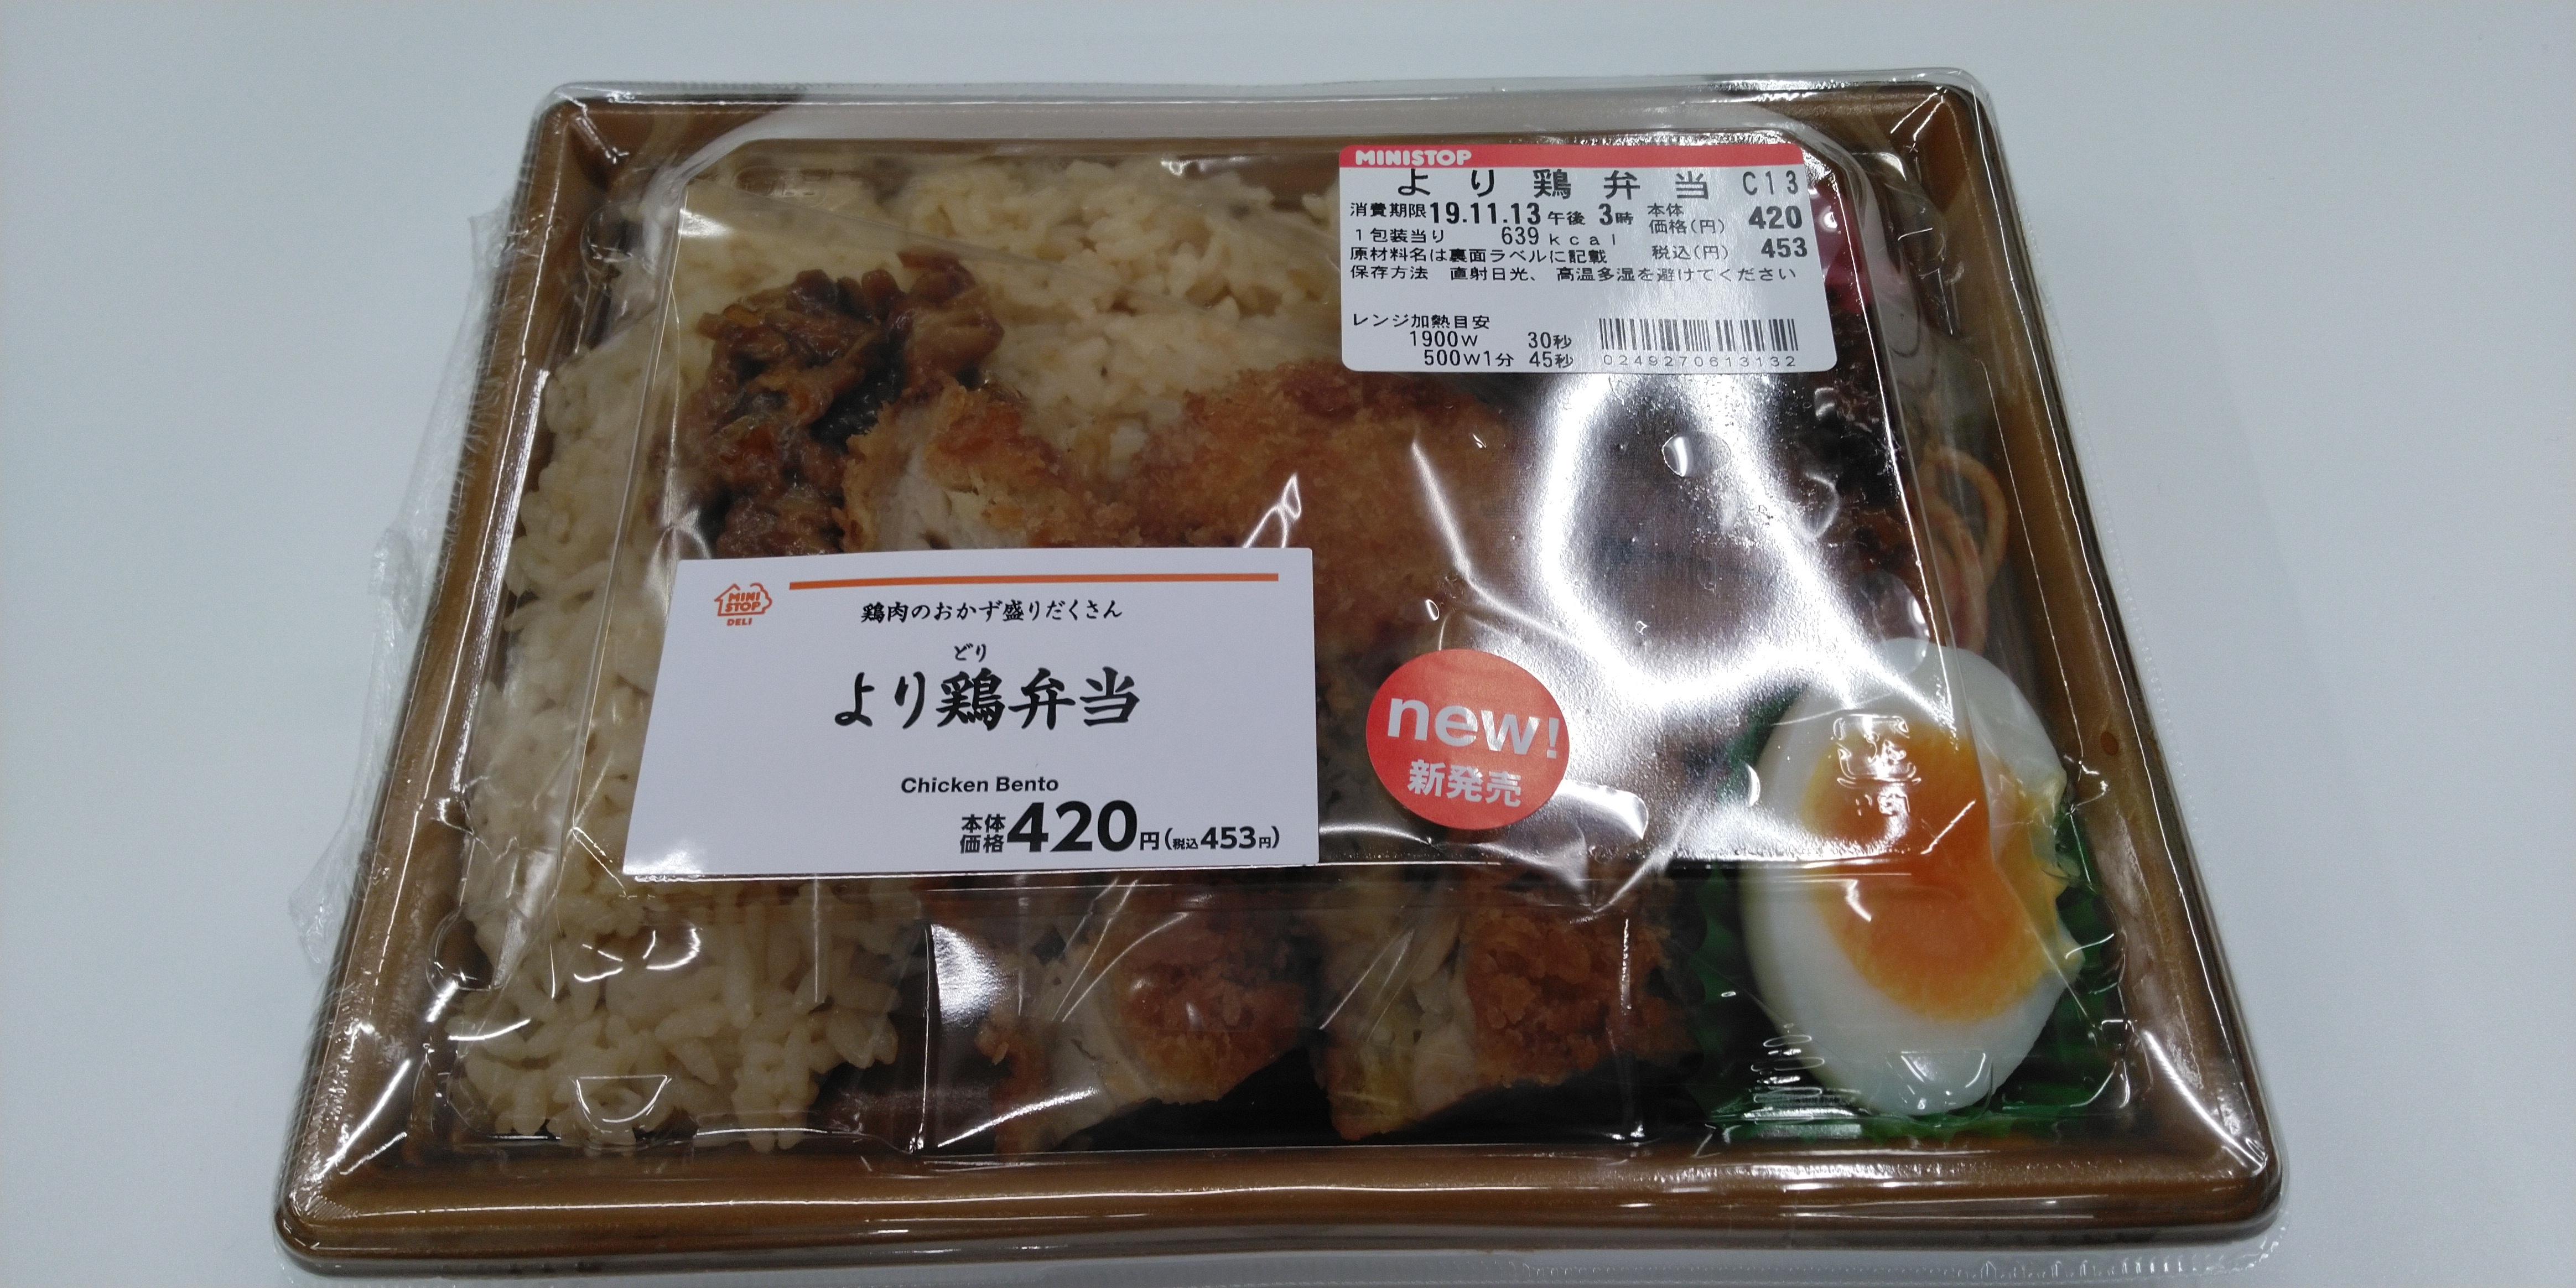 MINISTOP
より鶏弁当 C13
消費期限 19.11.13 午後 3時 本体価格(円) 420
1包装当り 639kcal
税込(円) 453
原材料名は裏面ラベルに記載
保存方法 直射日光、高温多湿を避けてください
レンジ加熱目安
1900W 30秒
500W1分 45秒
0249270613132
MINI
STOP
DELI
鶏肉のおかず盛りだくさん
どり
より鶏弁当
Chicken Bento
本体価格420円(税込453円)
new!
新発売